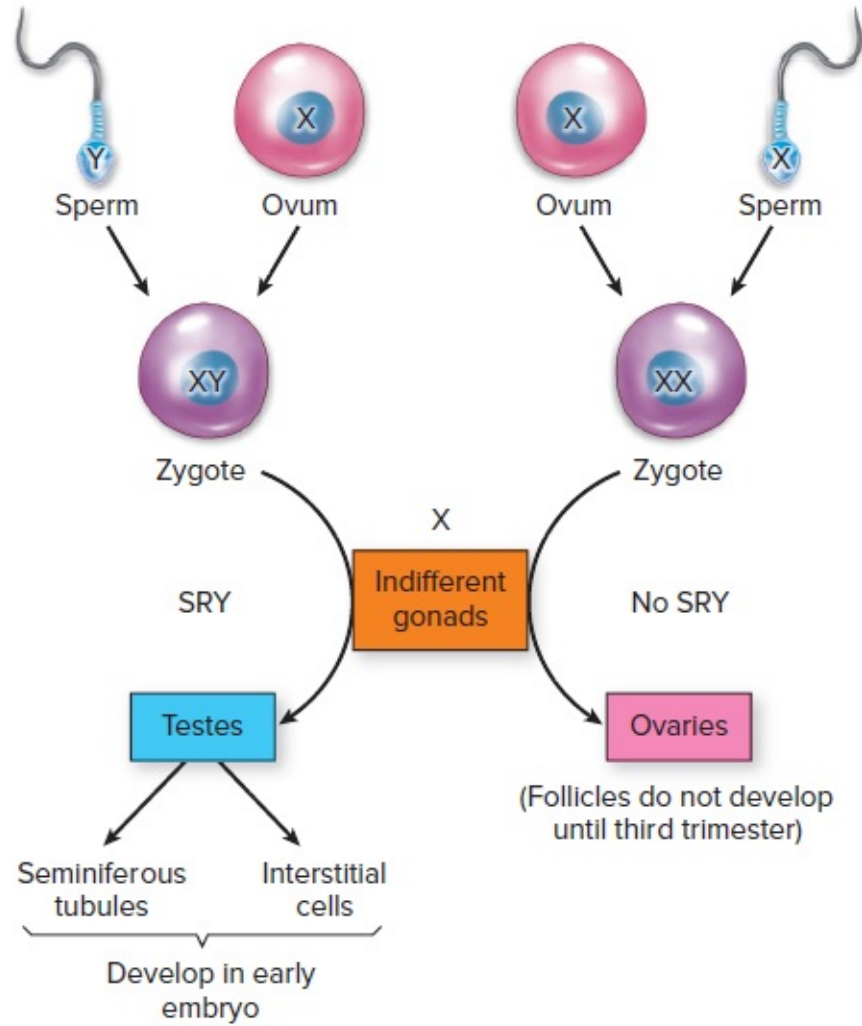 Y
X
X
X
Sperm
Ovum
Ovum
Sperm
XY
XX
Zygote
Zygote
X
Indifferent
gonads
SRY
No SRY
Testes
Ovaries
(Follicles do not develop
until third trimester)
Seminiferous
tubules
Interstitial
cells
Develop in early
embryo